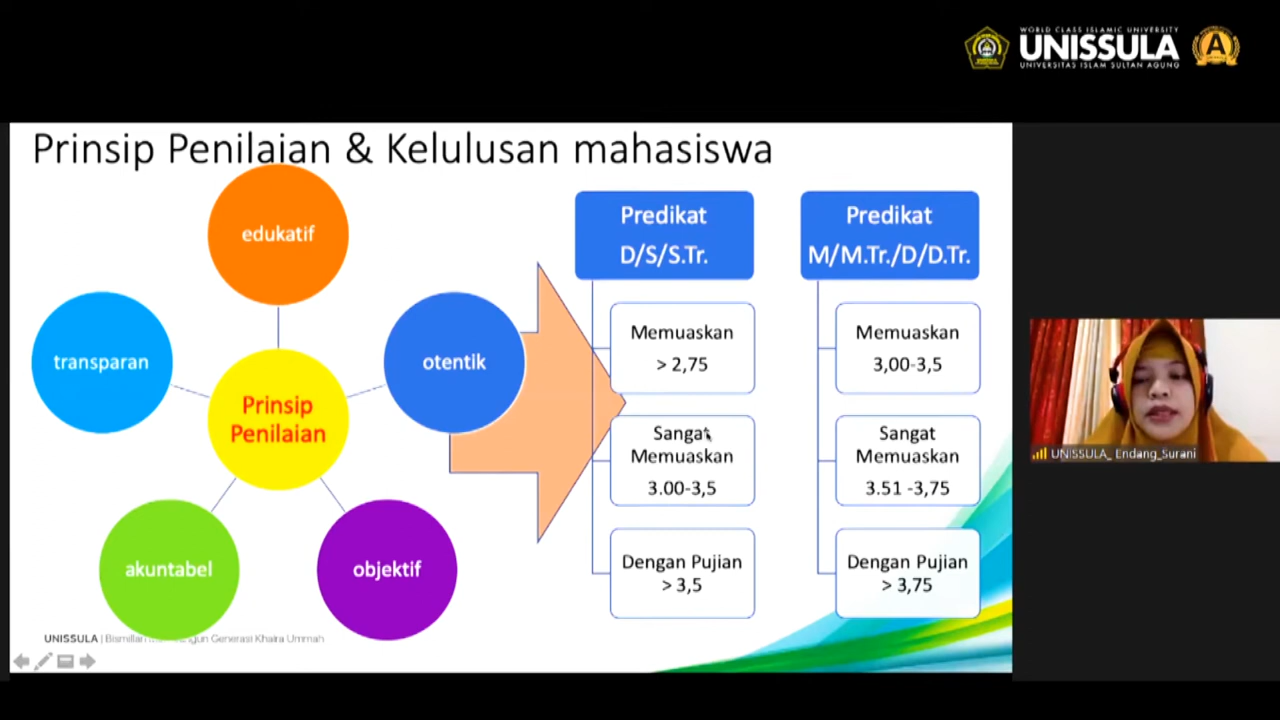 WORLD CLASS ISLAMIC UNIVERSITY
UNISSULA
UNIVERSITAS ISLAM SULTAN AGUNG
A
Prinsip Penilaian & Kelulusan mahasiswa
edukatif
transparan
otentik
Prinsip
Penilaian
akuntabel
objektif
Predikat
D/S/S.Tr.
Memuaskan
> 2,75
Sangat
Memuaskan
3.00-3,5
Dengan Pujian
> 3,5
Predikat
M/M.Tr./D/D.Tr.
Memuaskan
3,00-3,5
Sangat
Memuaskan
3.51 -3,75
Dengan Pujian
> 3,75
UNISSULA_ Endang_Surani
UNISSULA | Bismillah Generasi Khaira Ummah